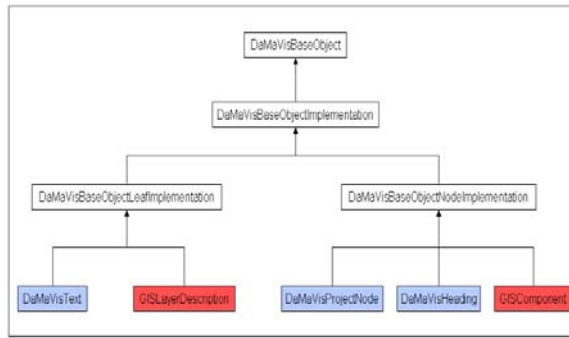 DaMaVisBaseObject
DaMaVisBaseObjectImplementation
DaMaVisBaseObjectLeafImplementation
DaMaVisBaseObjectNodeImplementation
DaMaVisText
GISLayerDescription
DaMaVisProjectNode
DaMaVisHeading
GISComponent